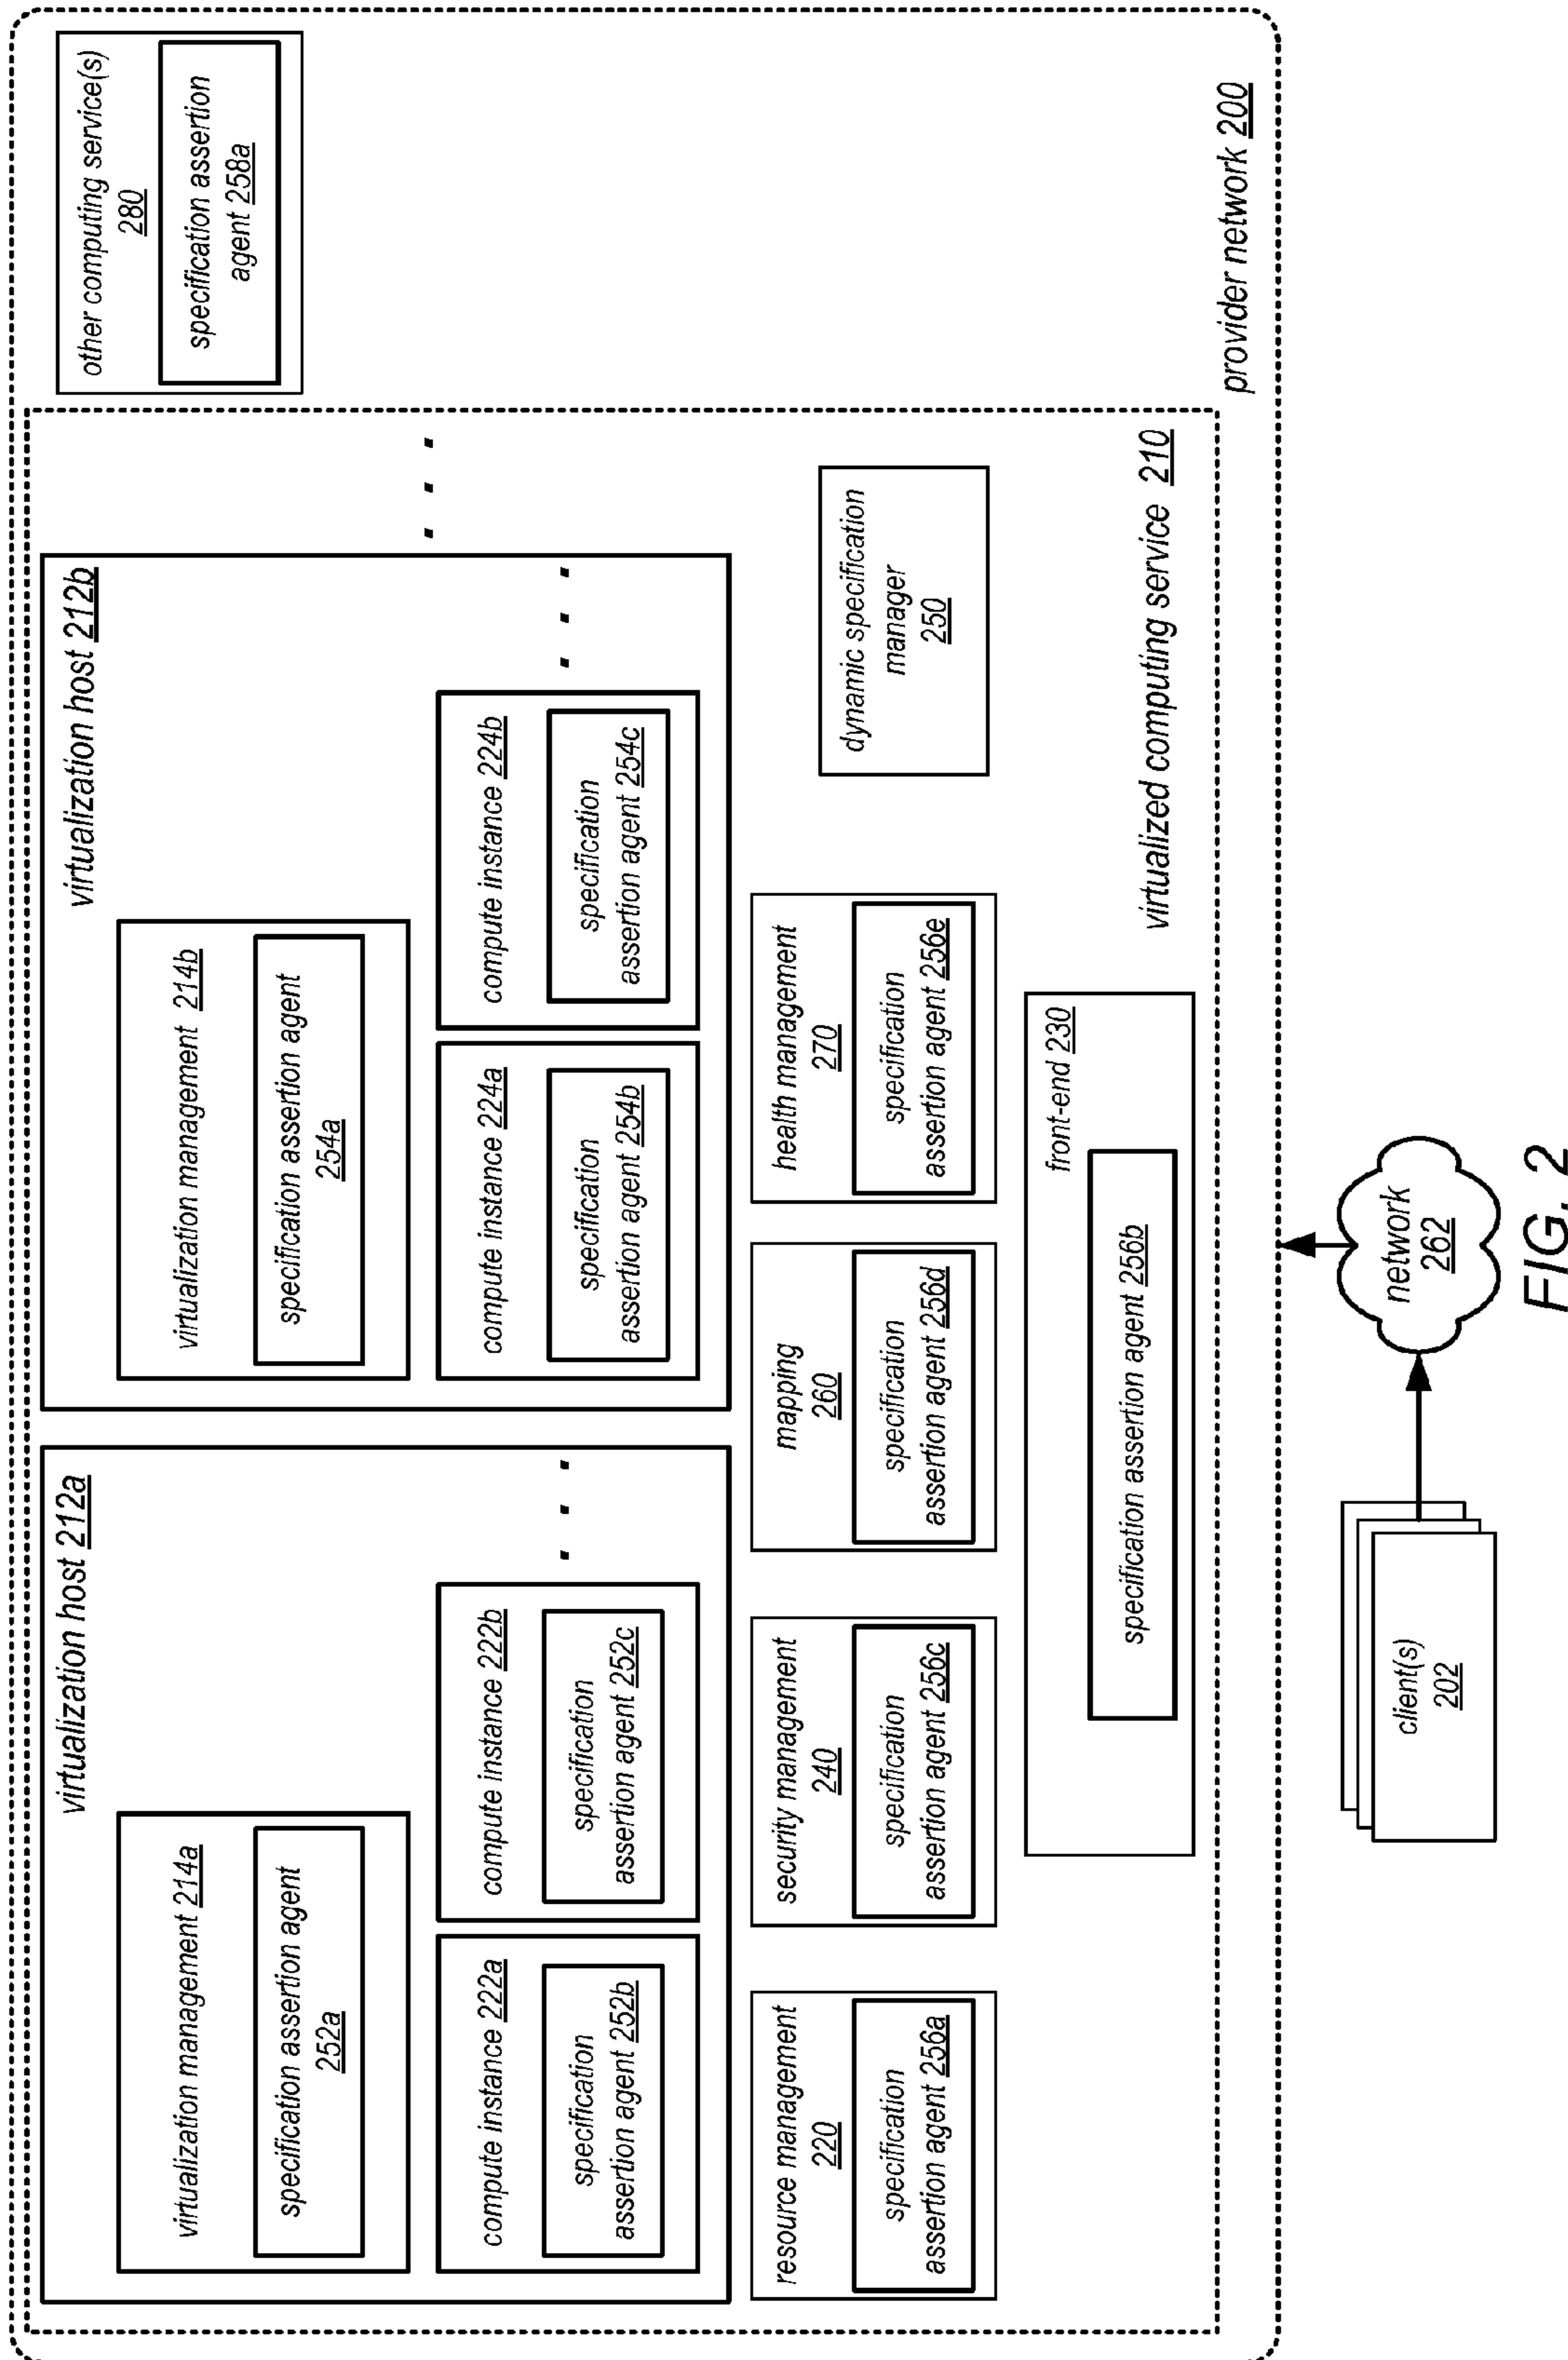 virtualization host 212a
virtualization management 214a
specification assertion agent
252a
compute instance 222a
specification
assertion agent 252b
compute instance 222b
specification
assertion agent 252c
. . .
virtualization host 212b
virtualization management 214b
specification assertion agent
254a
compute instance 224a
specification
assertion agent 254b
compute instance 224b
specification
assertion agent 254c
. . .
. . .
other computing service(s)
280
specification assertion
agent 258a
resource management
220
specification
assertion agent 256a
security management
240
specification
assertion agent 256c
mapping
260
specification
assertion agent 256d
health management
270
specification
assertion agent 256e
dynamic specification
manager
250
front-end 230
specification assertion agent 256b
virtualized computing service 210
provider network 200
client(s)
202
network
262
FIG. 2